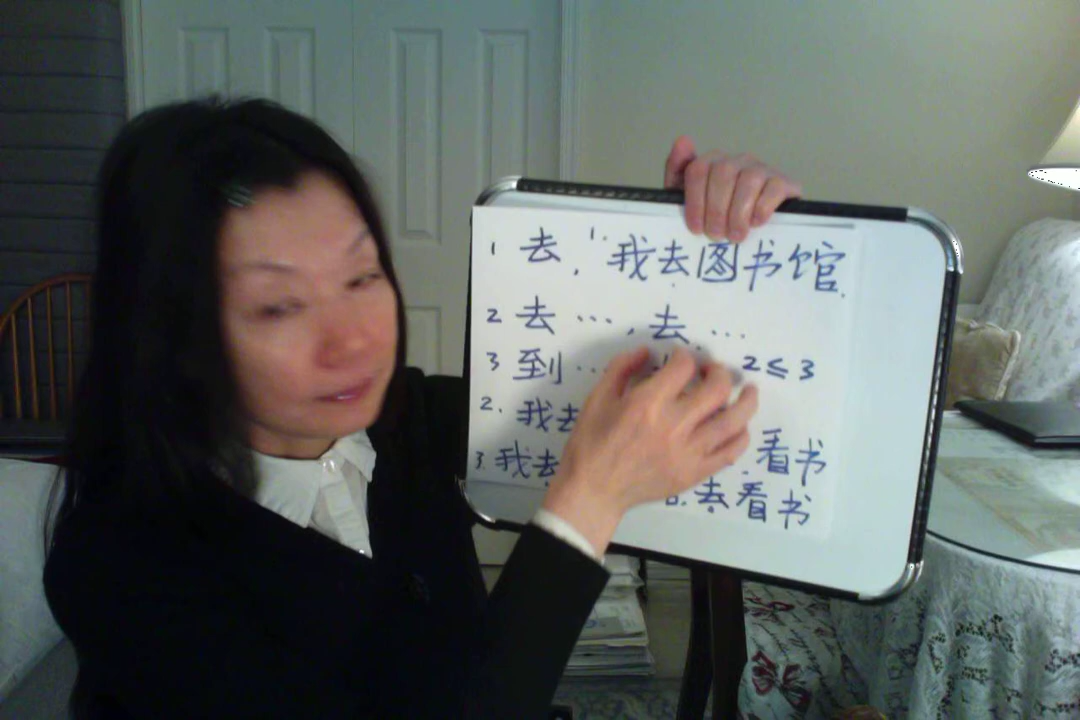 1 去, 1. 我去图书馆.
2 去 …, 去 …
3 到 … 2≤3
2. 我去 . 看书
3. 我去 去看书